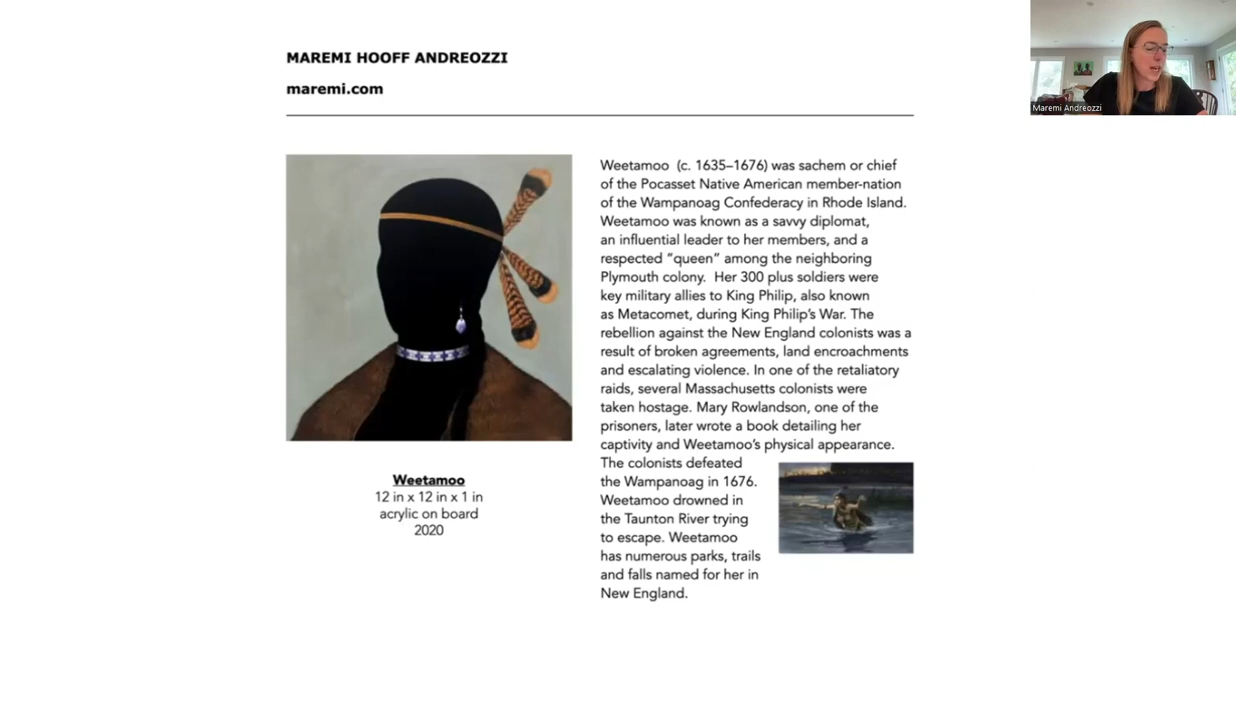 MAREMI HOOFF ANDREOZZI
maremi.com
Maremi Andreozzi
Weetamoo (c. 1635–1676) was sachem or chief
of the Pocasset Native American member-nation
of the Wampanoag Confederacy in Rhode Island.
Weetamoo was known as a savvy diplomat,
an influential leader to her members, and a
respected “queen” among the neighboring
Plymouth colony. Her 300 plus soldiers were
key military allies to King Philip, also known
as Metacomet, during King Philip’s War. The
rebellion against the New England colonists was a
result of broken agreements, land encroachments
and escalating violence. In one of the retaliatory
raids, several Massachusetts colonists were
taken hostage. Mary Rowlandson, one of the
prisoners, later wrote a book detailing her
captivity and Weetamoo’s physical appearance.
The colonists defeated
the Wampanoag in 1676.
Weetamoo drowned in
the Taunton River trying
to escape. Weetamoo
has numerous parks, trails
and falls named for her in
New England.
Weetamoo
12 in x 12 in x 1 in
acrylic on board
2020